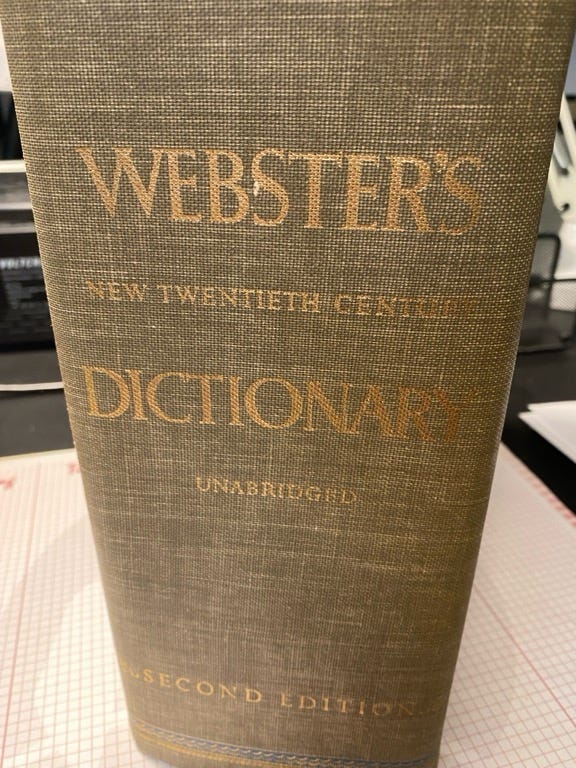 WEBSTER'S
NEW TWENTIETH CENTURY
DICTIONARY
UNABRIDGED
SECOND EDITION